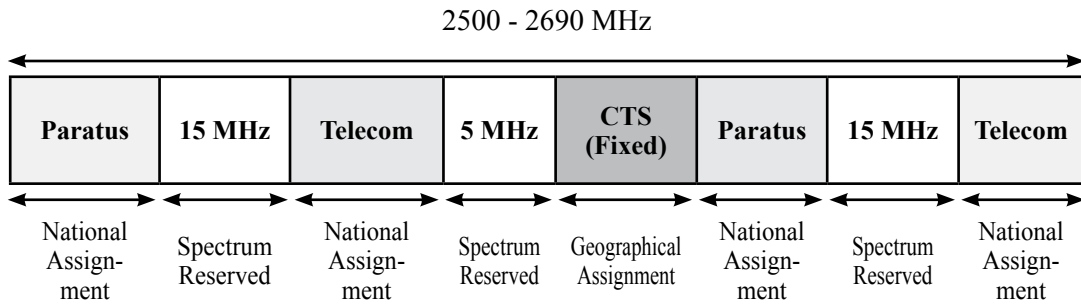 2500 - 2690 MHz
Paratus
15 MHz
Telecom
5 MHz
CTS
(Fixed)
Paratus
15 MHz
Telecom
National
Assign-
ment
Spectrum
Reserved
National
Assign-
ment
Spectrum
Reserved
Geographical
Assignment
National
Assign-
ment
Spectrum
Reserved
National
Assign-
ment